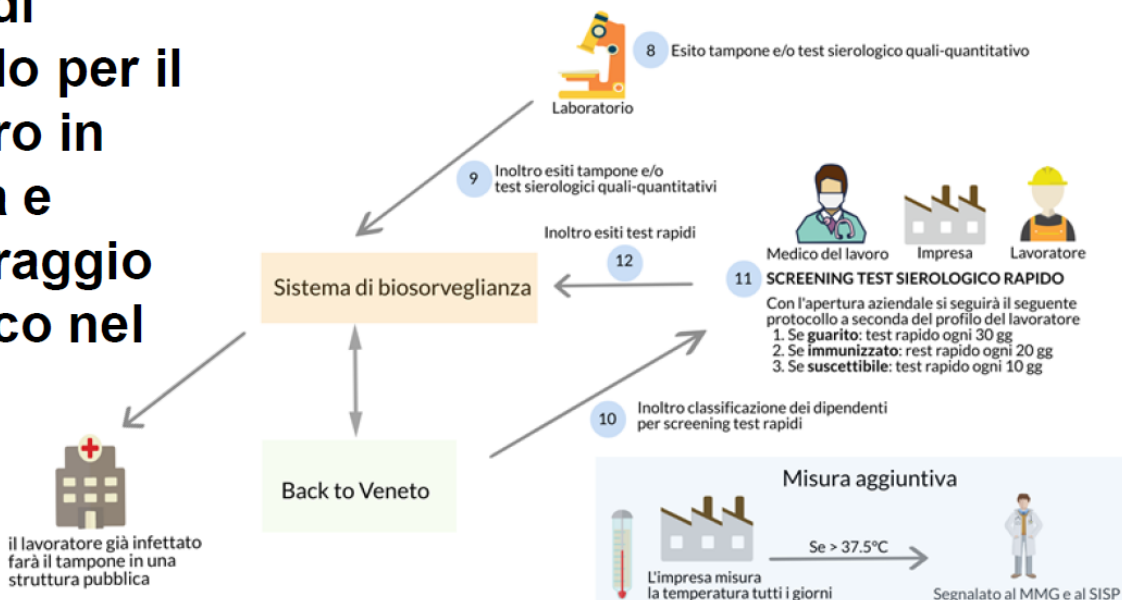 di
lo per il
ro in
a e
raggio
co nel
8 Esito tampone e/o test sierologico quali-quantitativo
Laboratorio
9 Inoltro esiti tampone e/o
test sierologici quali-quantitativi
Inoltro esiti test rapidi
12
Medico del lavoro
Impresa
Lavoratore
11 SCREENING TEST SIEROLOGICO RAPIDO
Con l'apertura aziendale si seguirà il seguente
protocollo a seconda del profilo del lavoratore
1. Se guarito: test rapido ogni 30 gg
2. Se immunizzato: rest rapido ogni 20 gg
3. Se suscettibile: test rapido ogni 10 gg
Sistema di biosorveglianza
10 Inoltro classificazione dei dipendenti
per screening test rapidi
Back to Veneto
il lavoratore già infettato
farà il tampone in una
struttura pubblica
Misura aggiuntiva
Se > 37.5°C
L'impresa misura
la temperatura tutti i giorni
Segnalato al MMG e al SISP